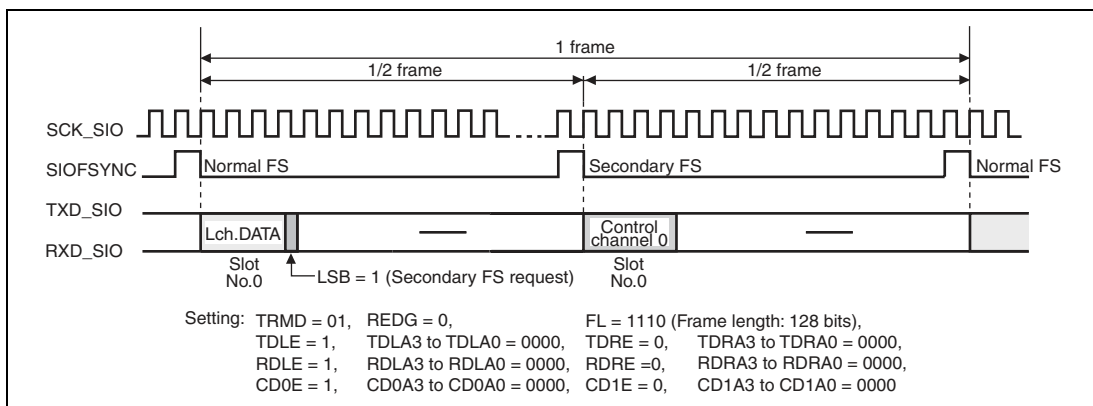 1 frame
1/2 frame 1/2 frame
SCK_SIO
SIOFSYNC Normal FS Secondary FS Normal FS
TXD_SIO
RXD_SIO
Lch.DATA
Control
channel 0
Slot
No.0
LSB = 1 (Secondary FS request)
Slot
No.0
Setting: TRMD = 01, REDG = 0, FL = 1110 (Frame length: 128 bits),
TDLE = 1, TDLA3 to TDLA0 = 0000, TDRE = 0, TDRA3 to TDRA0 = 0000,
RDLE = 1, RDLA3 to RDLA0 = 0000, RDRE =0, RDRA3 to RDRA0 = 0000,
CD0E = 1, CD0A3 to CD0A0 = 0000, CD1E = 0, CD1A3 to CD1A0 = 0000